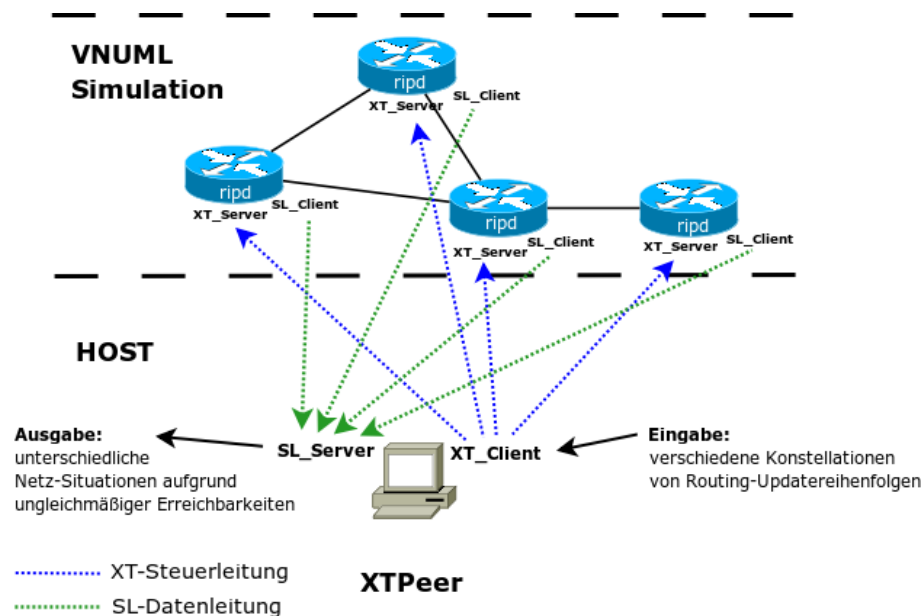 VNUML
Simulation
ripd
XT_Server
SL_Client
ripd
XT_Server
SL_Client
ripd
XT_Server
SL_Client
ripd
XT_Server
SL_Client
HOST
Ausgabe:
unterschiedliche
Netz-Situationen aufgrund
ungleichmäßiger Erreichbarkeiten
SL_Server
XT_Client
Eingabe:
verschiedene Konstellationen
von Routing-Updatereihenfolgen
XT-Steuerleitung
SL-Datenleitung
XTPeer